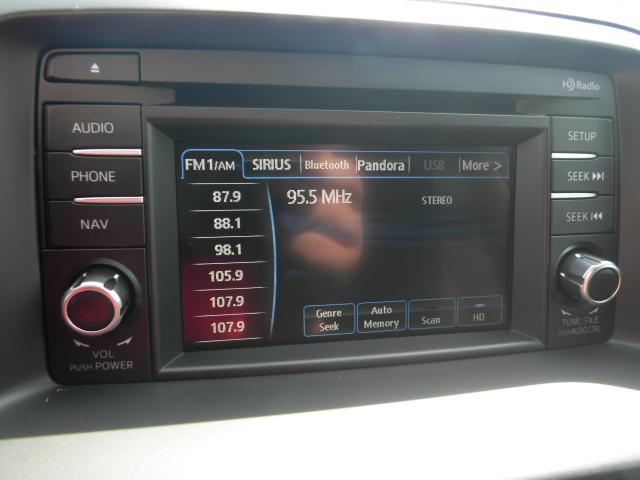 HD Radio
AUDIO
PHONE
NAV
VOL
PUSH POWER
FM1/AM SIRIUS Bluetooth Pandora USB More >
87.9
88.1
98.1
105.9
107.9
107.9
95.5 MHz STEREO
Genre Seek
Auto Memory
Scan
HD
SETUP
SEEK
SEEK
TUNE/FILE
PUSH AUDIO CTRL